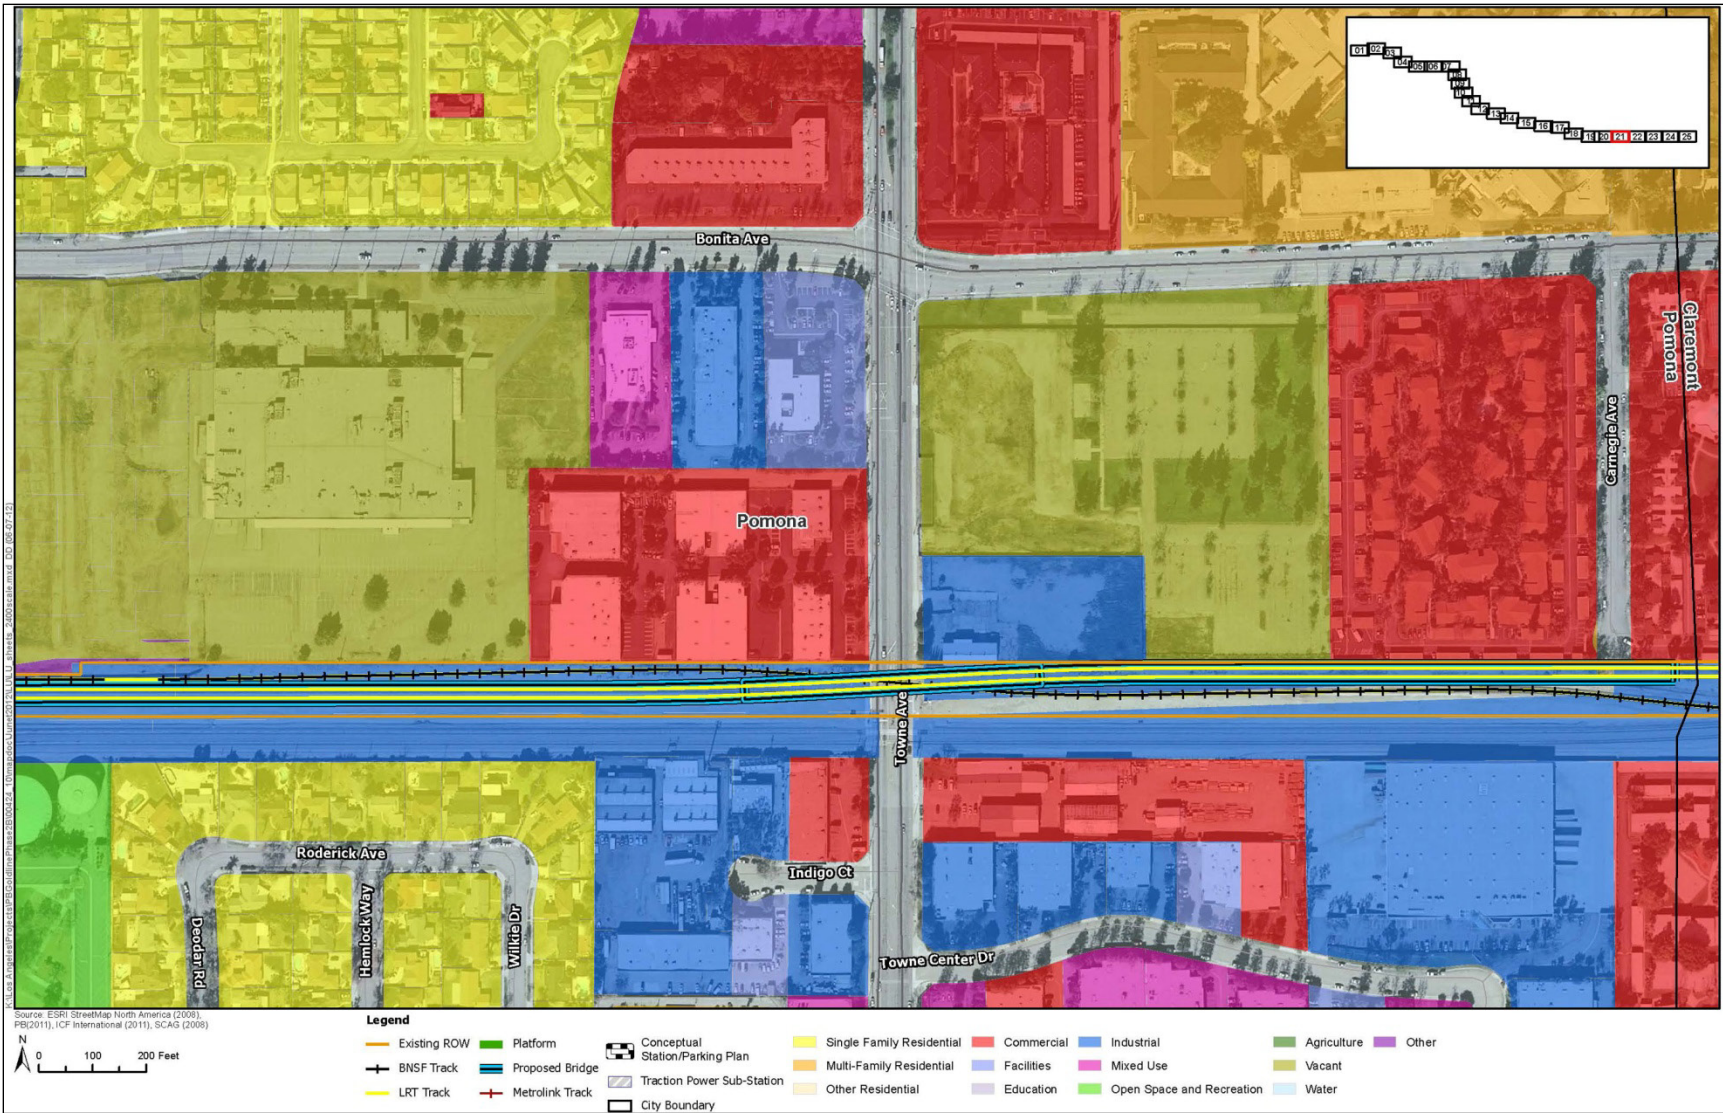 01 02 03 04 05 06 07 08 09 10 11 12 13 14 15 16 17 18 19 20 21 22 23 24 25
Bonita Ave
Claremont
Pomona
Carnegie Ave
Pomona
Towne Ave
Roderick Ave
Indigo Ct
Deodar Rd
Hemlock Way
Wilkie Dr
Towne Center Dr
Source: ESRI StreetMap North America (2008),
PB(2011), ICF International (2011), SCAG (2008)
N
0 100 200 Feet
Legend
Existing ROW
BNSF Track
LRT Track
Platform
Proposed Bridge
Metrolink Track
Conceptual
Station/Parking Plan
Traction Power Sub-Station
City Boundary
Single Family Residential
Multi-Family Residential
Other Residential
Commercial
Facilities
Education
Industrial
Mixed Use
Open Space and Recreation
Agriculture
Vacant
Water
Other